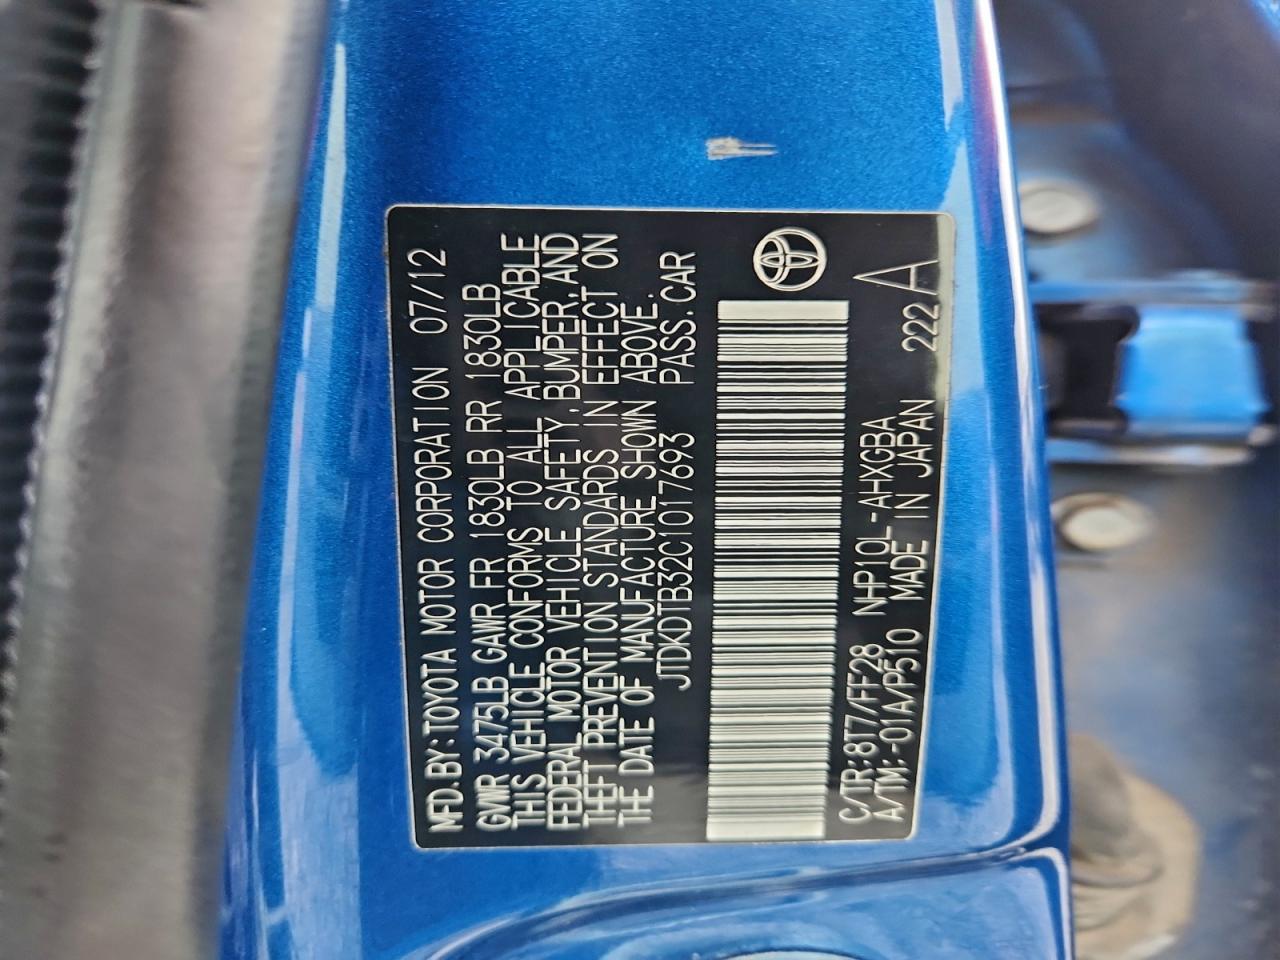 MFD.BY:TOYOTA MOTOR CORPORATION 07/12
GVWR 3475LB GAWR FR 1830LB RR 1830LB
THIS VEHICLE CONFORMS TO ALL APPLICABLE
FEDERAL MOTOR VEHICLE SAFETY,BUMPER,AND
THEFT PREVENTION STANDARDS IN EFFECT ON
THE DATE OF MANUFACTURE SHOWN ABOVE.
JTDKDTB32C1017693 PASS.CAR
C/TR:8T7/FF28 NHP10L-AHXGBA
A/TM:-01A/P510 MADE IN JAPAN 222 A